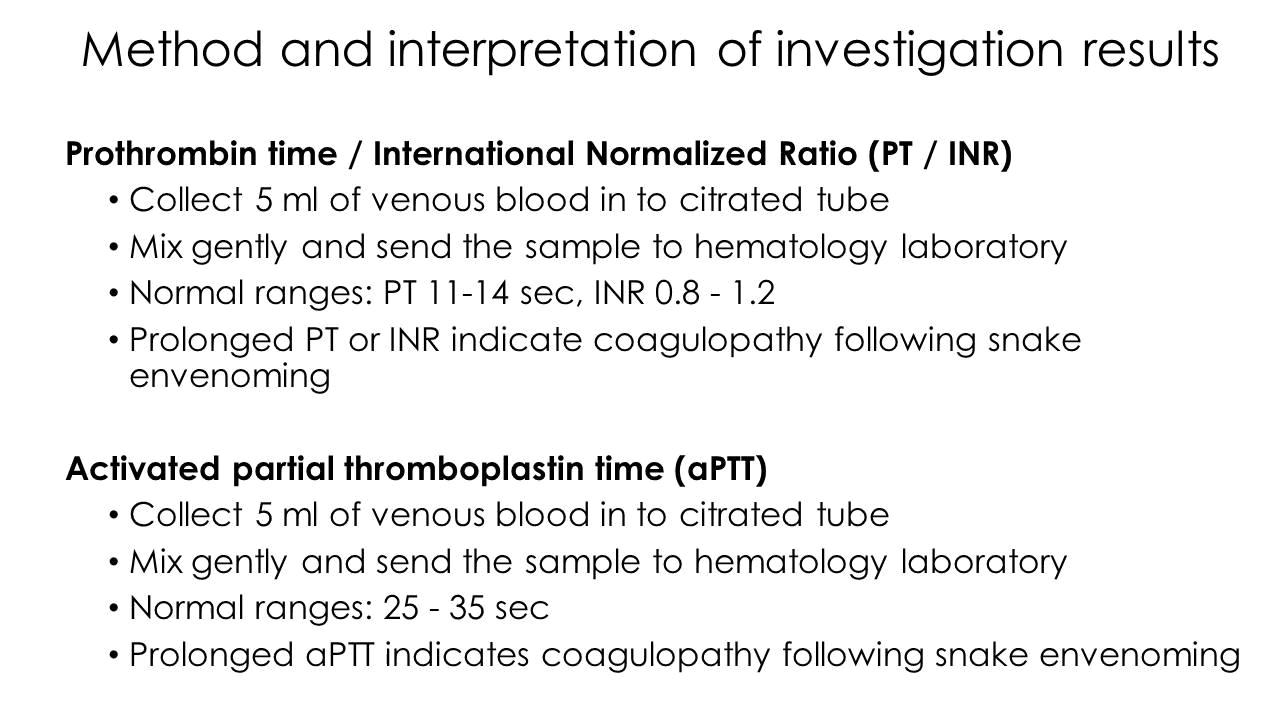 Method and interpretation of investigation results
Prothrombin time / International Normalized Ratio (PT / INR)
• Collect 5 ml of venous blood in to citrated tube
• Mix gently and send the sample to hematology laboratory
• Normal ranges: PT 11-14 sec, INR 0.8 - 1.2
• Prolonged PT or INR indicate coagulopathy following snake
envenoming
Activated partial thromboplastin time (aPTT)
• Collect 5 ml of venous blood in to citrated tube
• Mix gently and send the sample to hematology laboratory
• Normal ranges: 25 - 35 sec
• Prolonged aPTT indicates coagulopathy following snake envenoming